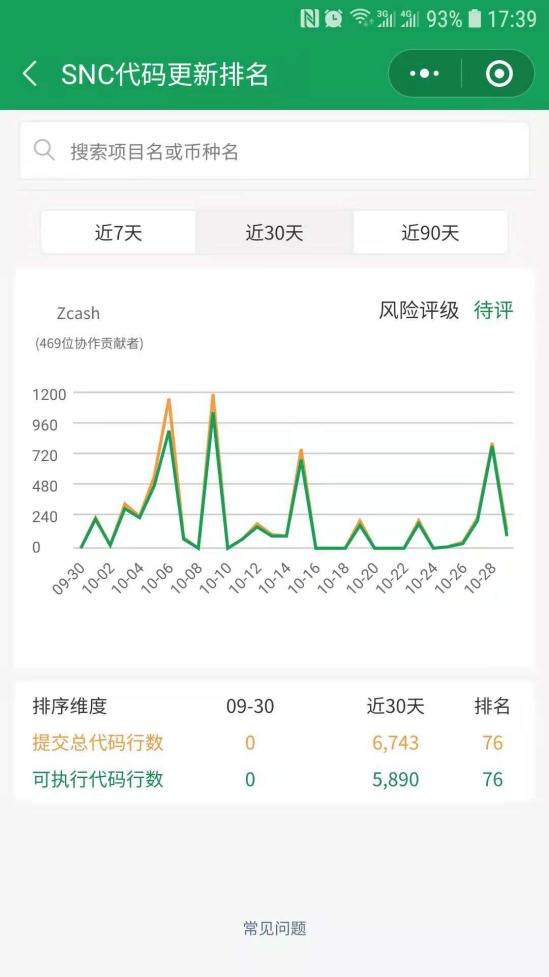 3G 4G 93% 17:39
SNC代码更新排名
搜索项目名或币种名
近7天 近30天 近90天
Zcash 风险评级 待评
(469位协作贡献者)
1200
960
720
480
240
0
09-30 10-02 10-04 10-06 10-08 10-10 10-12 10-14 10-16 10-18 10-20 10-22 10-24 10-26 10-28
排序维度 09-30 近30天 排名
提交总代码行数 0 6,743 76
可执行代码行数 0 5,890 76
常见问题